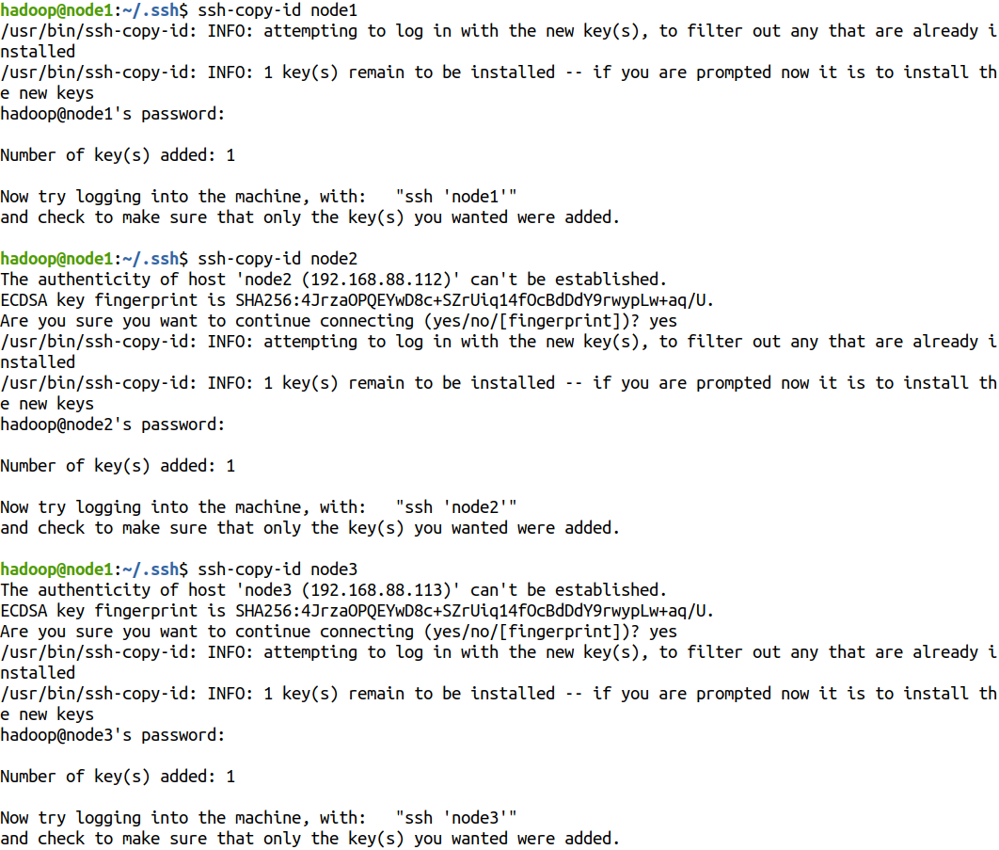 hadoop@node1:~/.ssh$ ssh-copy-id node1
/usr/bin/ssh-copy-id: INFO: attempting to log in with the new key(s), to filter out any that are already i
nstalled
/usr/bin/ssh-copy-id: INFO: 1 key(s) remain to be installed -- if you are prompted now it is to install th
e new keys
hadoop@node1's password:
Number of key(s) added: 1
Now try logging into the machine, with:   "ssh 'node1'"
and check to make sure that only the key(s) you wanted were added.
hadoop@node1:~/.ssh$ ssh-copy-id node2
The authenticity of host 'node2 (192.168.88.112)' can't be established.
ECDSA key fingerprint is SHA256:4JrzaOPQEYwD8c+SZrUiq14fOcBdDdY9rwypLw+aq/U.
Are you sure you want to continue connecting (yes/no/[fingerprint])? yes
/usr/bin/ssh-copy-id: INFO: attempting to log in with the new key(s), to filter out any that are already i
nstalled
/usr/bin/ssh-copy-id: INFO: 1 key(s) remain to be installed -- if you are prompted now it is to install th
e new keys
hadoop@node2's password:
Number of key(s) added: 1
Now try logging into the machine, with:   "ssh 'node2'"
and check to make sure that only the key(s) you wanted were added.
hadoop@node1:~/.ssh$ ssh-copy-id node3
The authenticity of host 'node3 (192.168.88.113)' can't be established.
ECDSA key fingerprint is SHA256:4JrzaOPQEYwD8c+SZrUiq14fOcBdDdY9rwypLw+aq/U.
Are you sure you want to continue connecting (yes/no/[fingerprint])? yes
/usr/bin/ssh-copy-id: INFO: attempting to log in with the new key(s), to filter out any that are already i
nstalled
/usr/bin/ssh-copy-id: INFO: 1 key(s) remain to be installed -- if you are prompted now it is to install th
e new keys
hadoop@node3's password:
Number of key(s) added: 1
Now try logging into the machine, with:   "ssh 'node3'"
and check to make sure that only the key(s) you wanted were added.